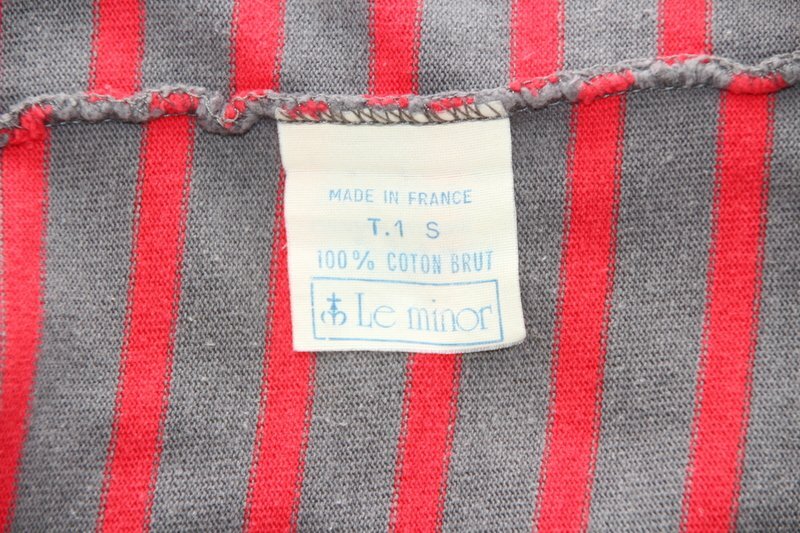 MADE IN FRANCE
T.1 S
100% COTON BRUT
Le minor